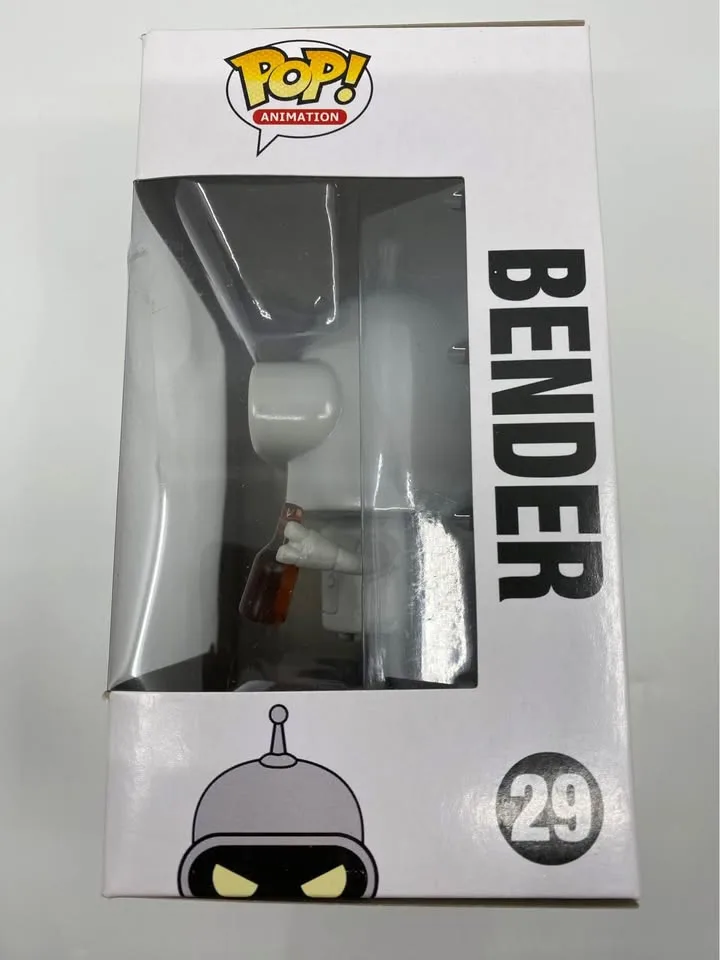 POP!
ANIMATION
BENDER
29